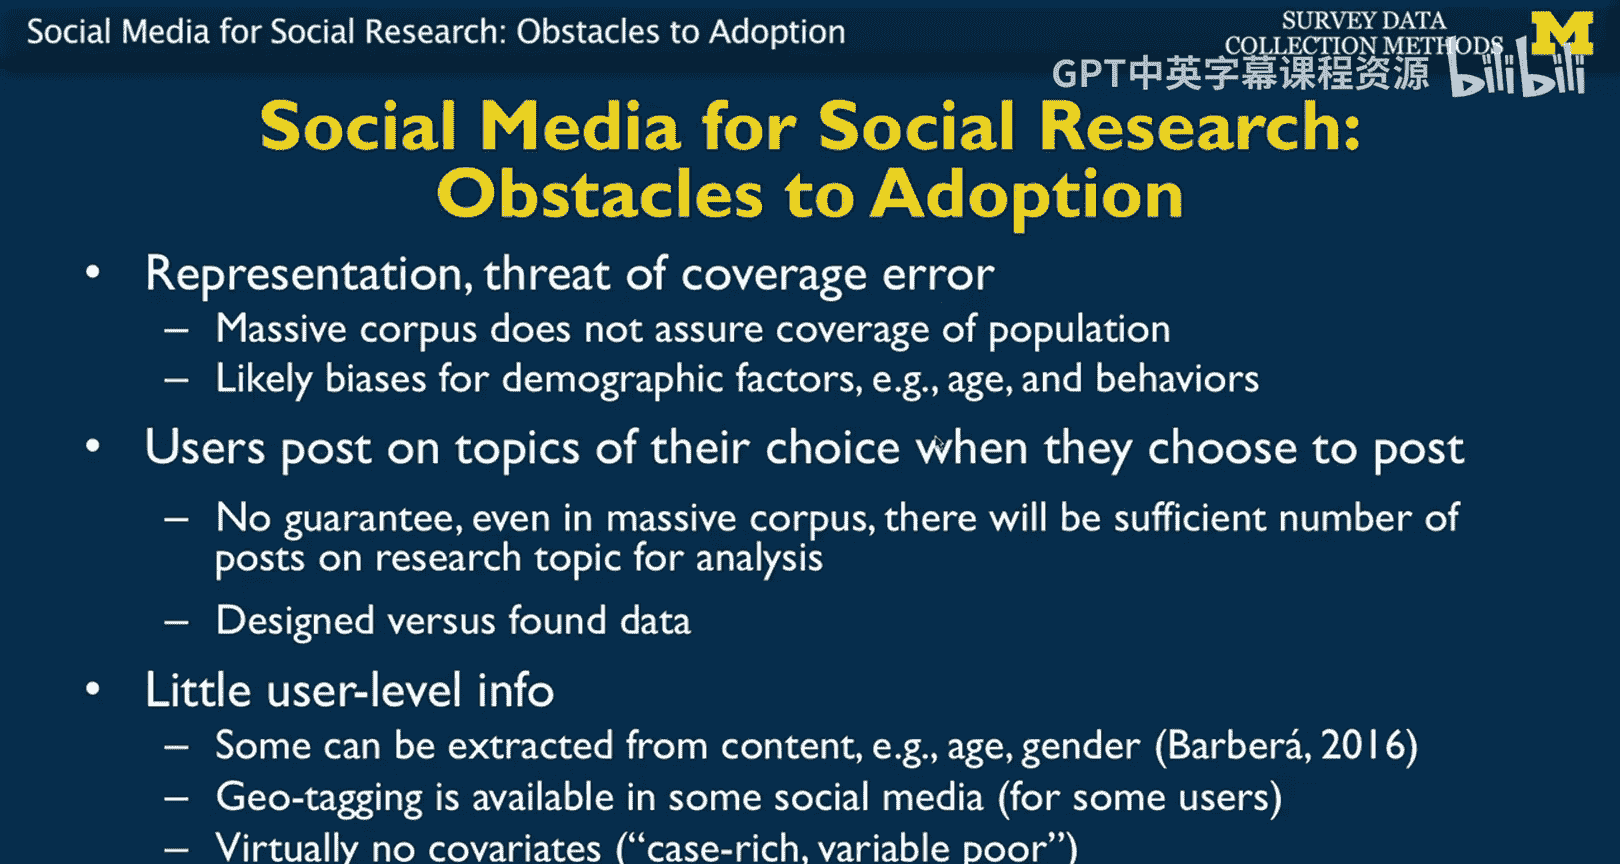 Social Media for Social Research: Obstacles to Adoption
SURVEY DATA
COLLECTION METHODS
M
GPT中英字幕课程资源
bilibili
Social Media for Social Research:
Obstacles to Adoption
• Representation, threat of coverage error
– Massive corpus does not assure coverage of population
– Likely biases for demographic factors, e.g., age, and behaviors
• Users post on topics of their choice when they choose to post
– No guarantee, even in massive corpus, there will be sufficient number of
posts on research topic for analysis
– Designed versus found data
• Little user-level info
– Some can be extracted from content, e.g., age, gender (Barberá, 2016)
– Geo-tagging is available in some social media (for some users)
– Virtually no covariates (“case-rich, variable poor”)